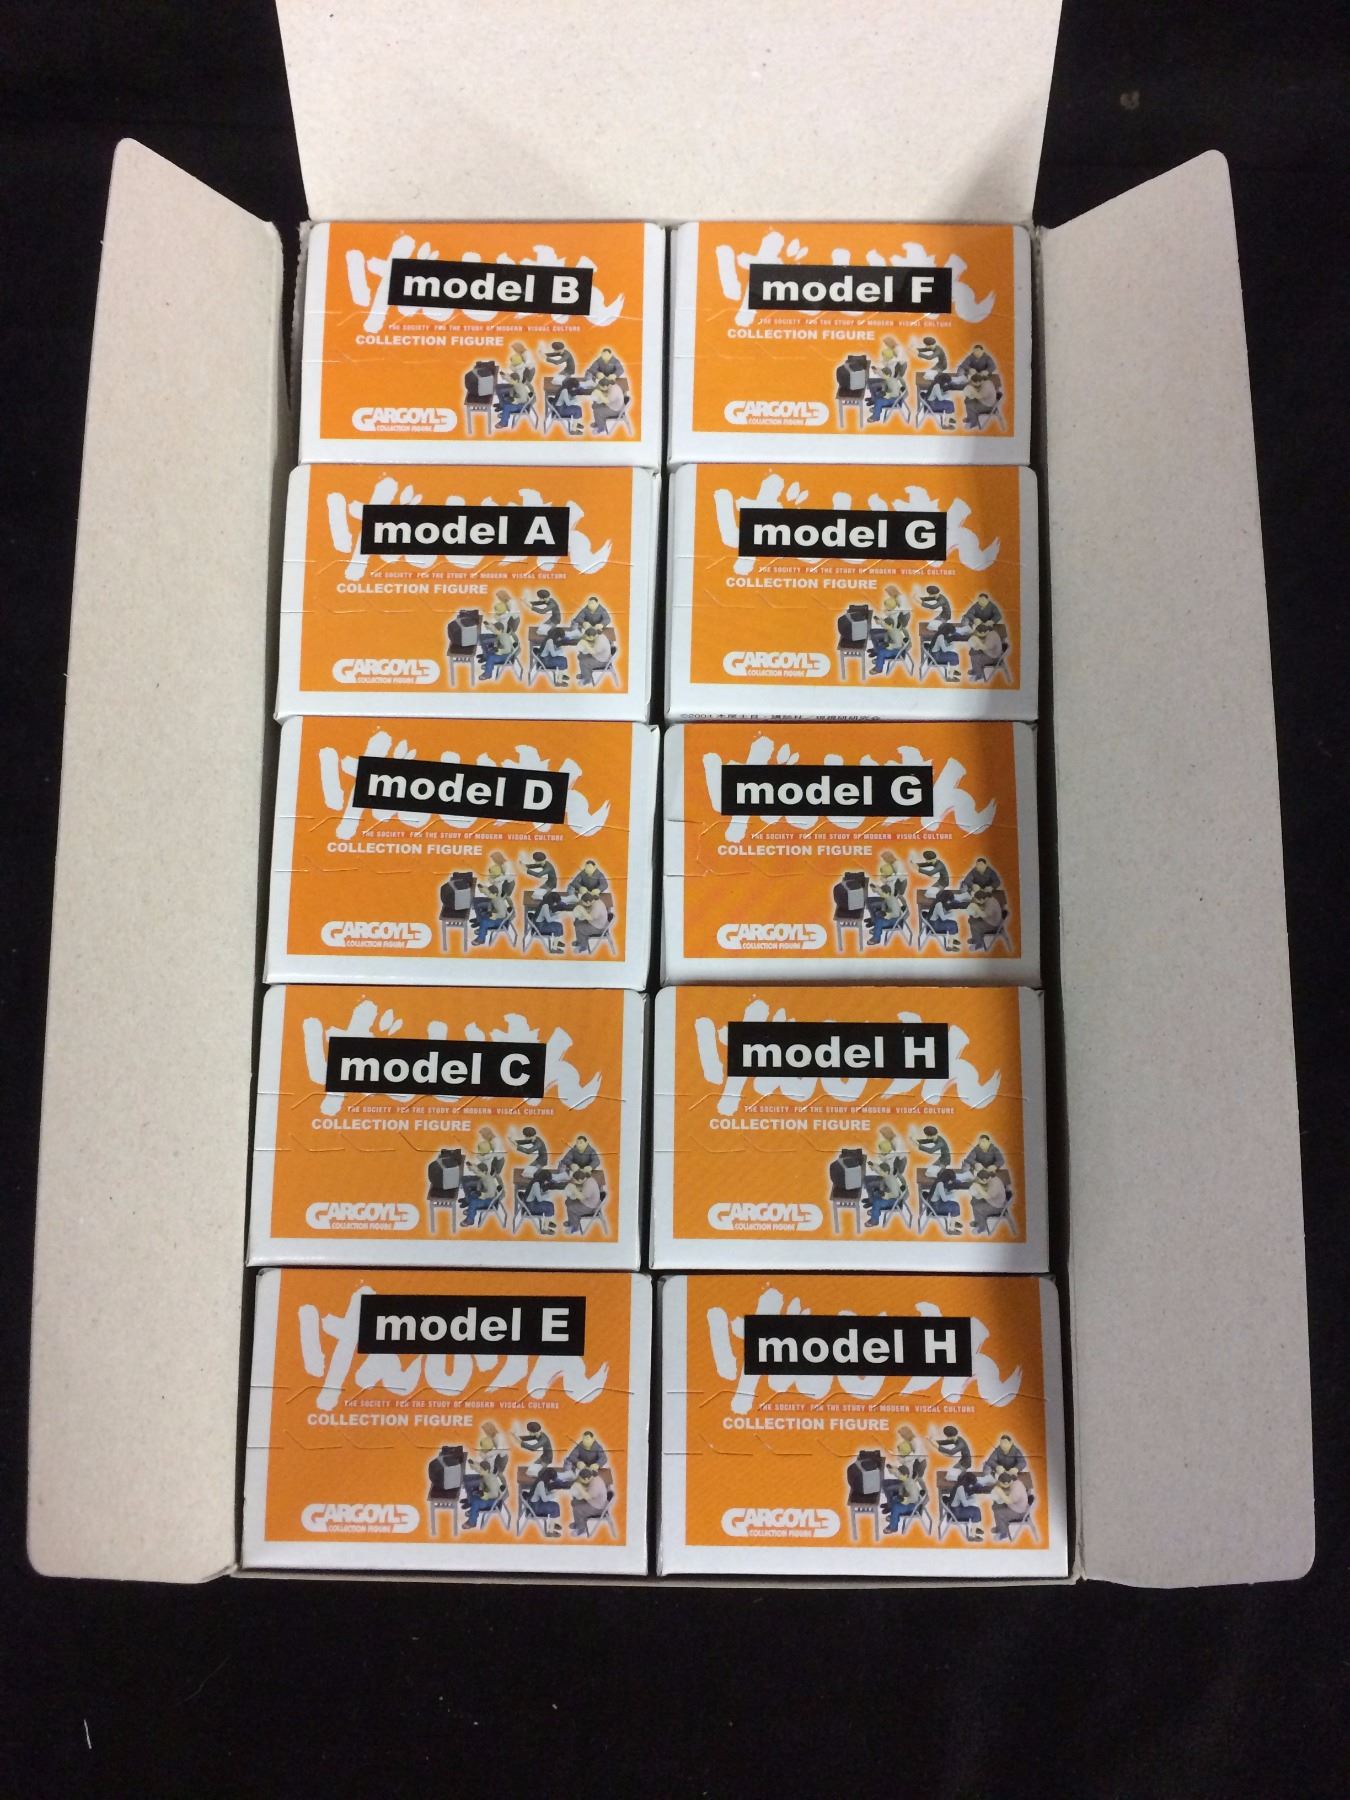 model B
THE SOCIETY FOR THE STUDY OF MODERN VISUAL CULTURE
COLLECTION FIGURE
GARGOYLE
COLLECTION FIGURE
model F
THE SOCIETY FOR THE STUDY OF MODERN VISUAL CULTURE
COLLECTION FIGURE
GARGOYLE
COLLECTION FIGURE
model A
THE SOCIETY FOR THE STUDY OF MODERN VISUAL CULTURE
COLLECTION FIGURE
GARGOYLE
COLLECTION FIGURE
model G
THE SOCIETY FOR THE STUDY OF MODERN VISUAL CULTURE
COLLECTION FIGURE
GARGOYLE
COLLECTION FIGURE
model D
THE SOCIETY FOR THE STUDY OF MODERN VISUAL CULTURE
COLLECTION FIGURE
GARGOYLE
COLLECTION FIGURE
model G
THE SOCIETY FOR THE STUDY OF MODERN VISUAL CULTURE
COLLECTION FIGURE
GARGOYLE
COLLECTION FIGURE
model C
THE SOCIETY FOR THE STUDY OF MODERN VISUAL CULTURE
COLLECTION FIGURE
GARGOYLE
COLLECTION FIGURE
model H
THE SOCIETY FOR THE STUDY OF MODERN VISUAL CULTURE
COLLECTION FIGURE
GARGOYLE
COLLECTION FIGURE
model E
THE SOCIETY FOR THE STUDY OF MODERN VISUAL CULTURE
COLLECTION FIGURE
GARGOYLE
COLLECTION FIGURE
model H
THE SOCIETY FOR THE STUDY OF MODERN VISUAL CULTURE
COLLECTION FIGURE
GARGOYLE
COLLECTION FIGURE